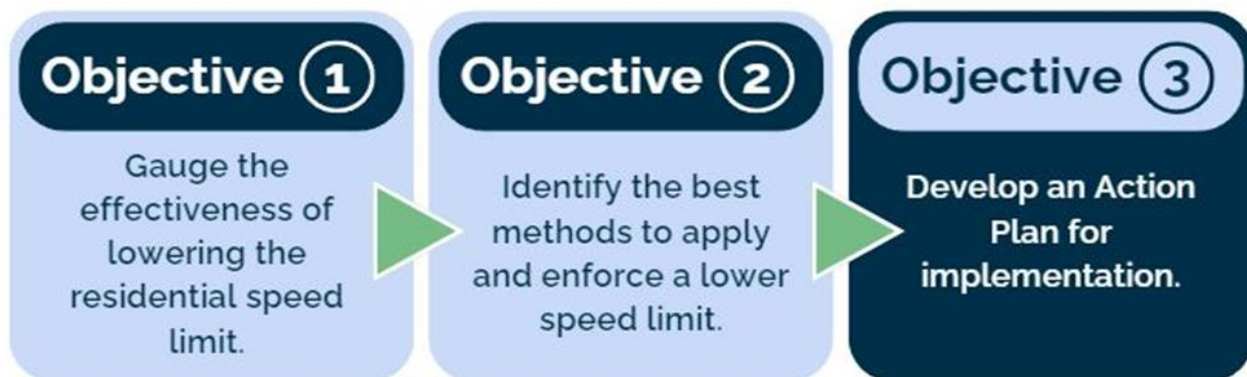 Objective 1
Gauge the
effectiveness of
lowering the
residential speed
limit.
Objective 2
Identify the best
methods to apply
and enforce a lower
speed limit.
Objective 3
Develop an Action
Plan for
implementation.